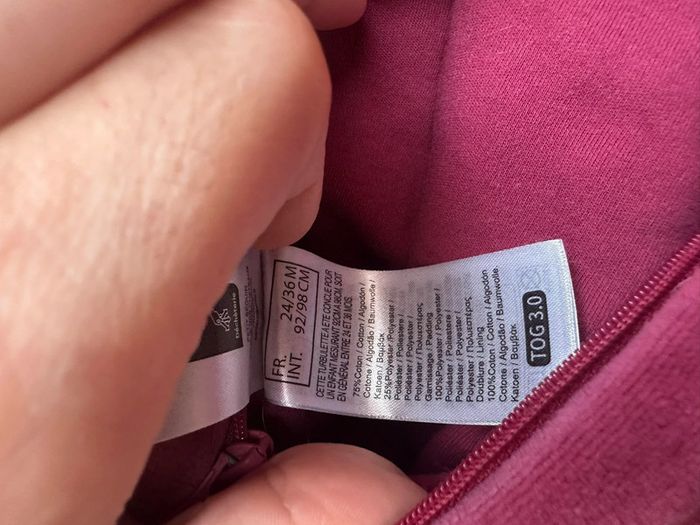 FR. 24/36 M
INT. 92/98 CM
CETTE TURBULETTE A ÉTÉ CONÇUE POUR
UN ENFANT MESURANT 92CM À 98CM, SOIT
EN GÉNÉRAL ENTRE 24 ET 36 MOIS.
75%Coton / Cotton / Algodón /
Cotone / Algodão / Baumwolle /
Katoen / Βαμβάκι
25%Polyester /Polyester /
Poliéster / Poliestere /
Poliéster / Polyester /
Polyester / Πολυεστέρας
Garnissage / Padding
100%Polyester /Polyester /
Poliéster / Poliestere /
Poliéster / Polyester /
Polyester / Πολυεστέρας
Doublure / Lining
100%Coton / Cotton / Algodón /
Cotone / Algodão / Baumwolle /
Katoen / Βαμβάκι
TOG 3.0
Déchèterie